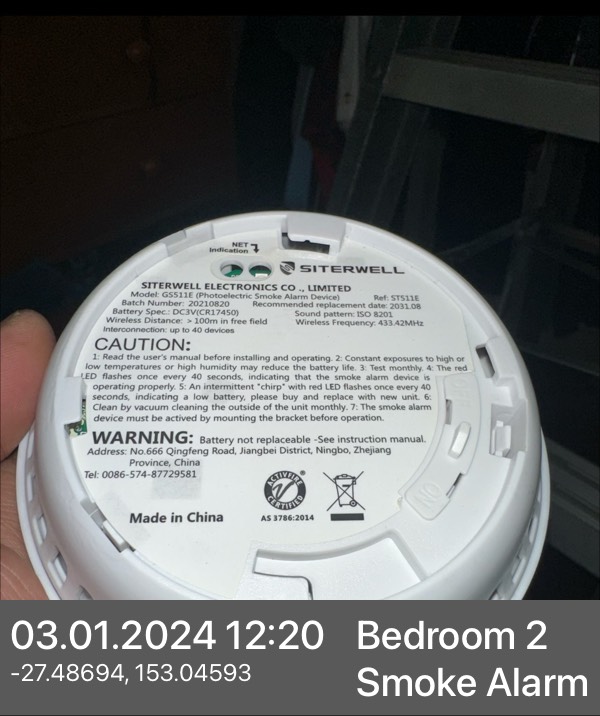 NET
Indication
SITERWELL
SITERWELL ELECTRONICS CO ., LIMITED
Model: GS511E (Photoelectric Smoke Alarm Device) Ref: ST511E
Batch Number: 20210820 Recommended replacement date: 2031.08
Battery Spec.: DC3V(CR17450) Sound pattern: ISO 8201
Wireless Distance: > 100m in free field Wireless Frequency: 433.42MHz
Interconnection: up to 40 devices
CAUTION:
1: Read the user's manual before installing and operating. 2: Constant exposures to high or
low temperatures or high humidity may reduce the battery life. 3: Test monthly. 4: The red
LED flashes once every 40 seconds, indicating that the smoke alarm device is
operating properly. 5: An intermittent "chirp" with red LED flashes once every 40
seconds, indicating a low battery, please buy and replace with new unit. 6:
Clean by vacuum cleaning the outside of the unit monthly. 7: The smoke alarm
device must be actived by mounting the bracket before operation.
WARNING: Battery not replaceable -See instruction manual.
Address: No.666 Qingfeng Road, Jiangbei District, Ningbo, Zhejiang
Province, China
Tel: 0086-574-87729581
ACTIVFIRE
CERTIFIED
®
Made in China
AS 3786:2014
ON
03.01.2024 12:20
-27.48694, 153.04593
Bedroom 2
Smoke Alarm